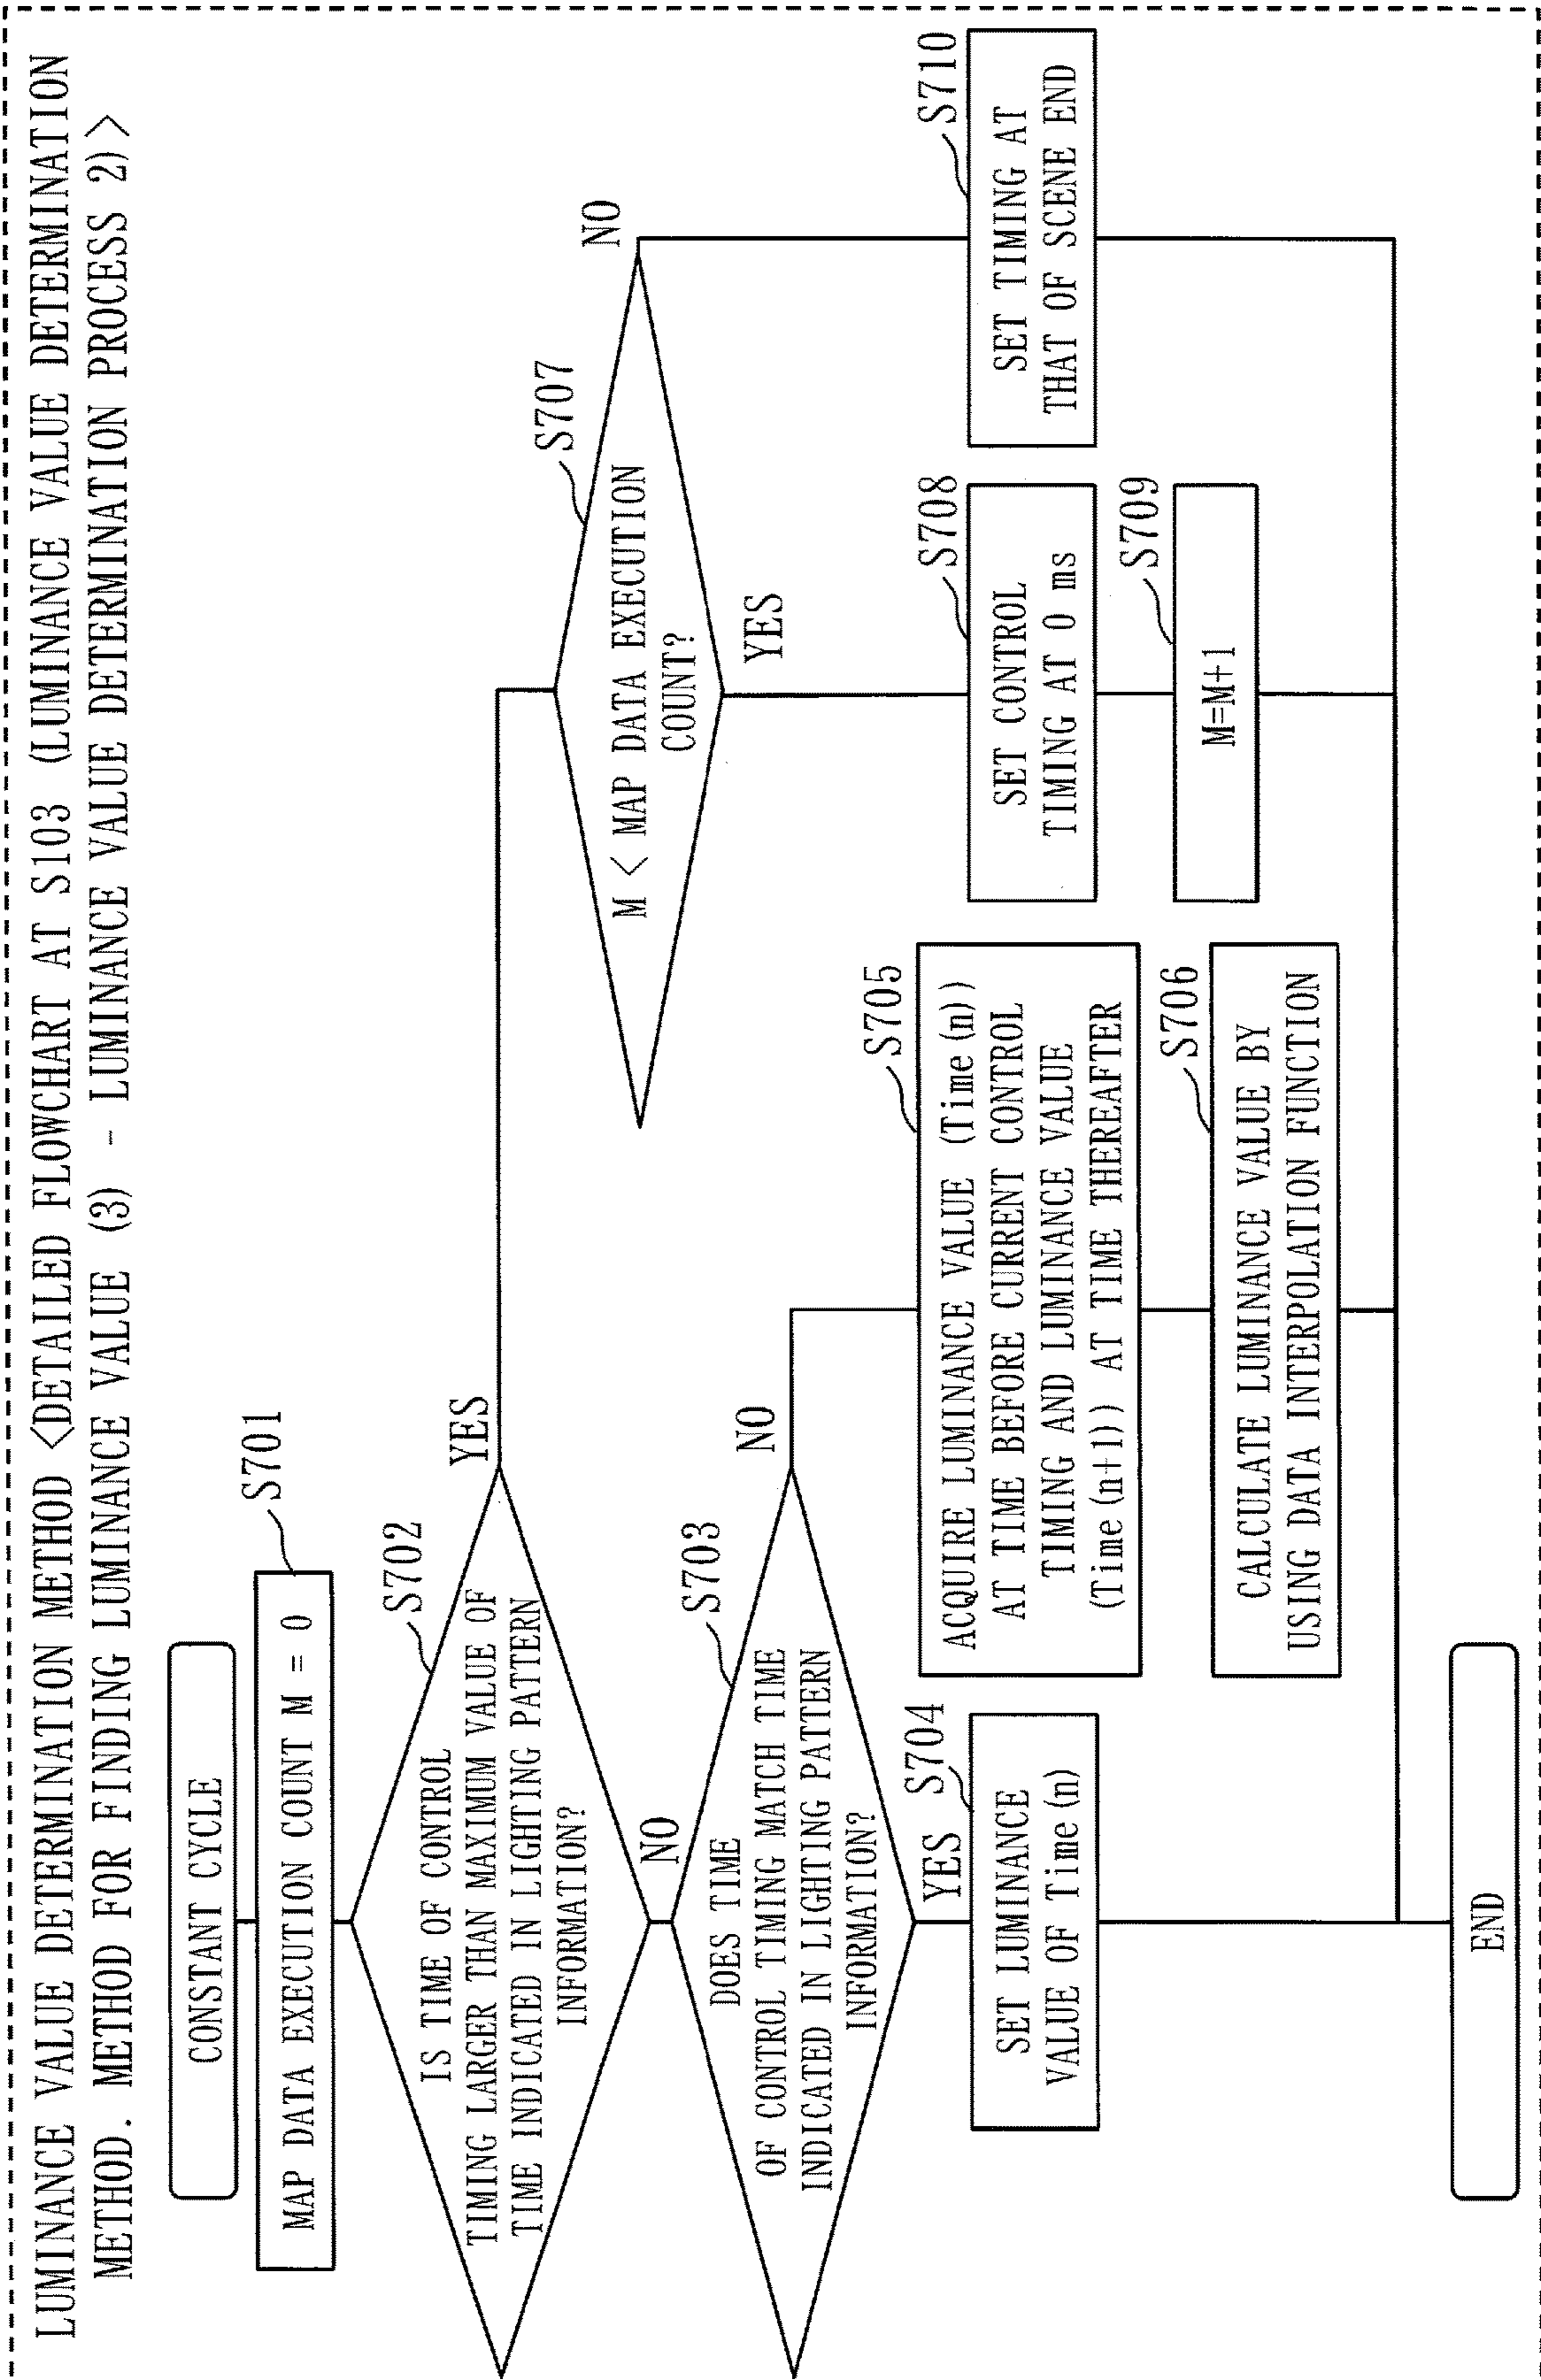 LUMINANCE VALUE DETERMINATION METHOD <DETAILED FLOWCHART AT S103 (LUMINANCE VALUE DETERMINATION
METHOD. METHOD FOR FINDING LUMINANCE VALUE (3) - LUMINANCE VALUE DETERMINATION PROCESS 2)>
CONSTANT CYCLE
S701
MAP DATA EXECUTION COUNT M = 0
S702
IS TIME OF CONTROL
TIMING LARGER THAN MAXIMUM VALUE OF
TIME INDICATED IN LIGHTING PATTERN
INFORMATION?
YES
NO
S703
DOES TIME
OF CONTROL TIMING MATCH TIME
INDICATED IN LIGHTING PATTERN
INFORMATION?
NO
YES
S704
SET LUMINANCE
VALUE OF Time(n)
S705
ACQUIRE LUMINANCE VALUE (Time(n))
AT TIME BEFORE CURRENT CONTROL
TIMING AND LUMINANCE VALUE
(Time(n+1)) AT TIME THEREAFTER
S706
CALCULATE LUMINANCE VALUE BY
USING DATA INTERPOLATION FUNCTION
S707
M < MAP DATA EXECUTION
COUNT?
NO
YES
S708
SET CONTROL
TIMING AT 0 ms
S709
M=M+1
S710
SET TIMING AT
THAT OF SCENE END
END